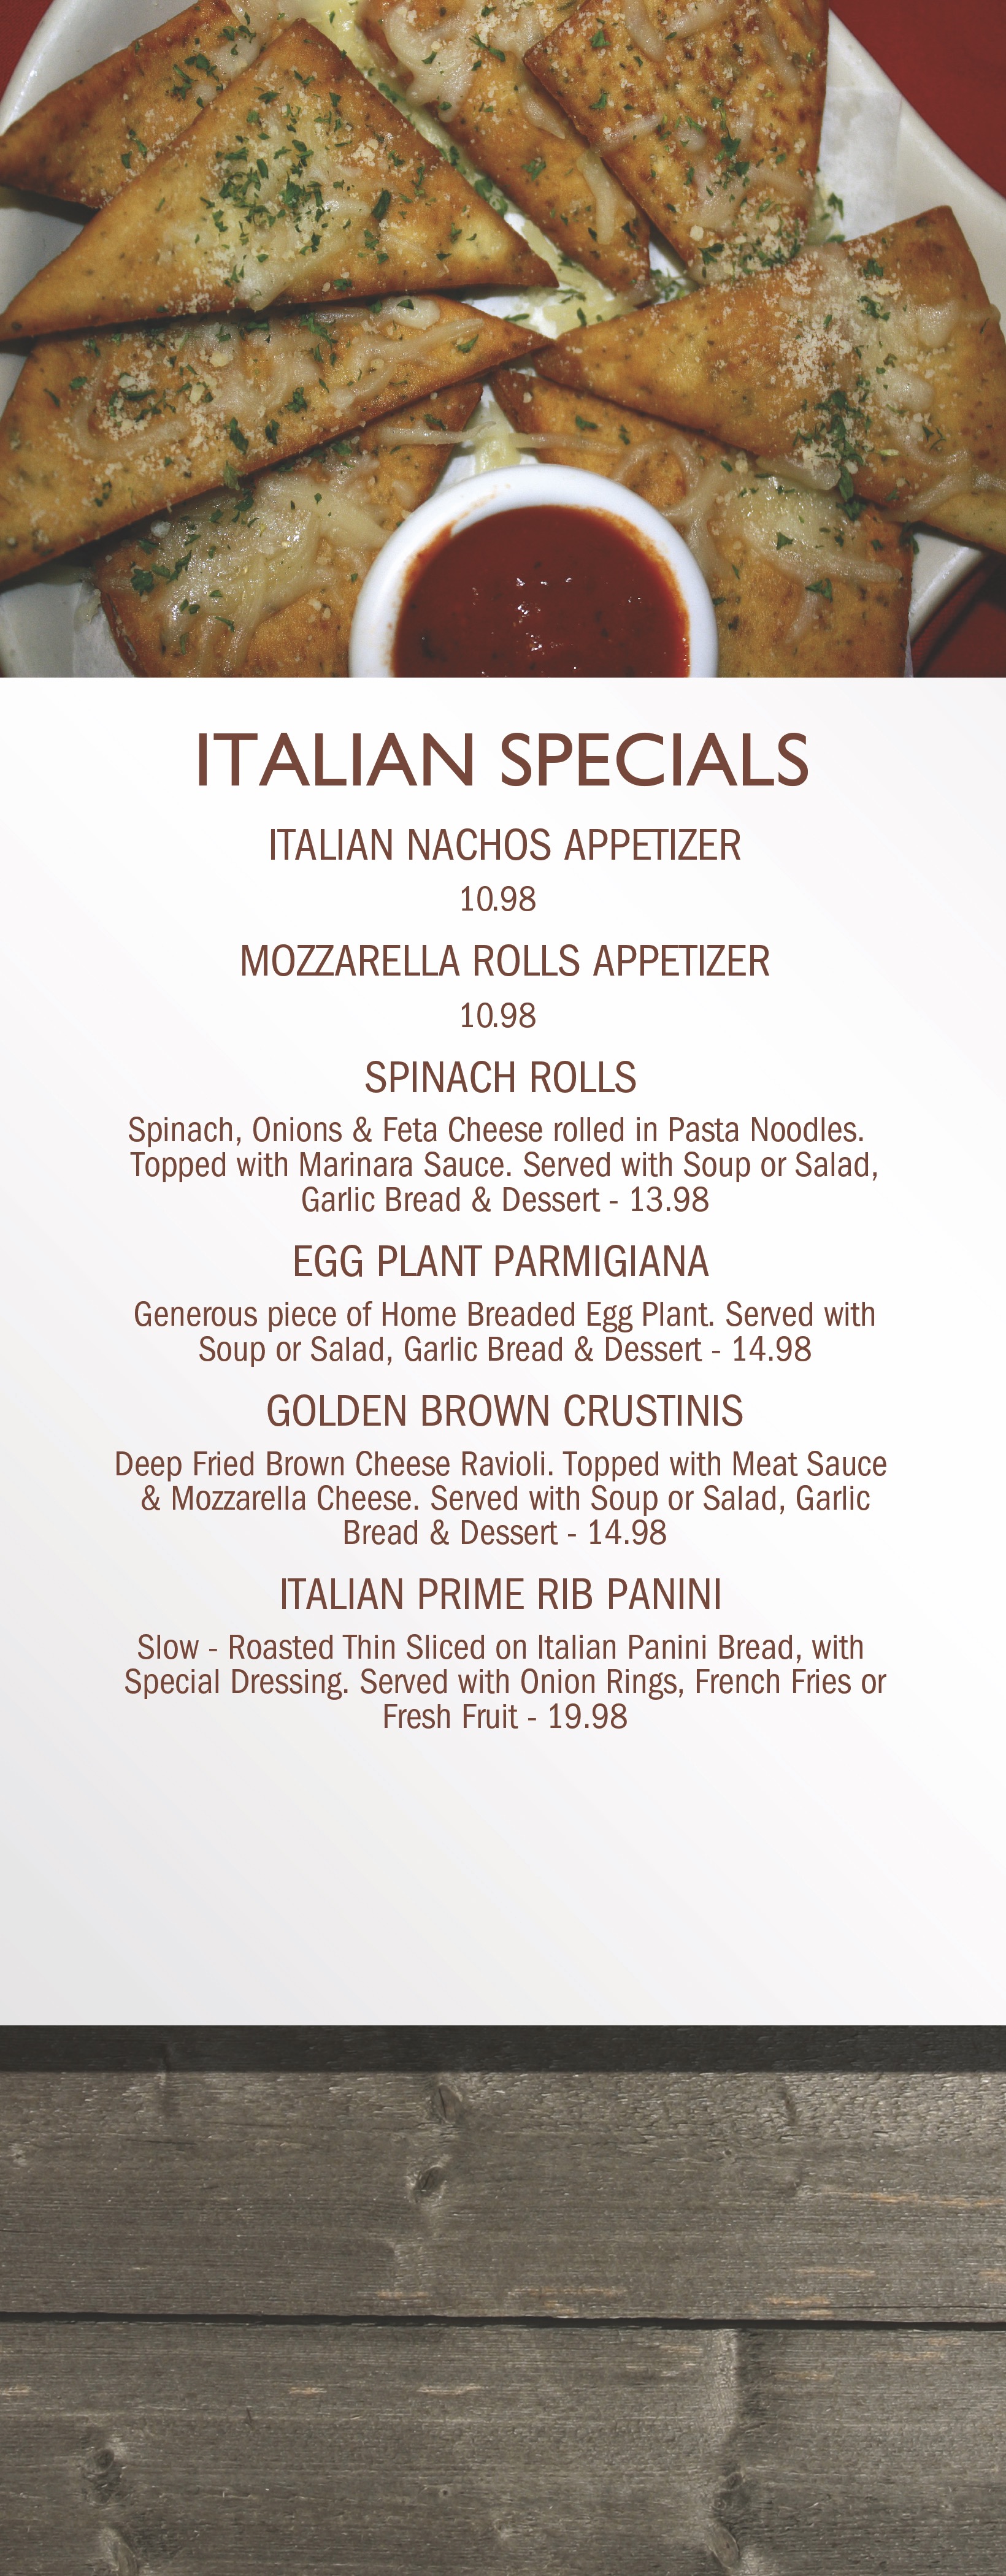 ITALIAN SPECIALS
ITALIAN NACHOS APPETIZER
10.98
MOZZARELLA ROLLS APPETIZER
10.98
SPINACH ROLLS
Spinach, Onions & Feta Cheese rolled in Pasta Noodles.
Topped with Marinara Sauce. Served with Soup or Salad,
Garlic Bread & Dessert - 13.98
EGG PLANT PARMIGIANA
Generous piece of Home Breaded Egg Plant. Served with
Soup or Salad, Garlic Bread & Dessert - 14.98
GOLDEN BROWN CRUSTINIS
Deep Fried Brown Cheese Ravioli. Topped with Meat Sauce
& Mozzarella Cheese. Served with Soup or Salad, Garlic
Bread & Dessert - 14.98
ITALIAN PRIME RIB PANINI
Slow - Roasted Thin Sliced on Italian Panini Bread, with
Special Dressing. Served with Onion Rings, French Fries or
Fresh Fruit - 19.98